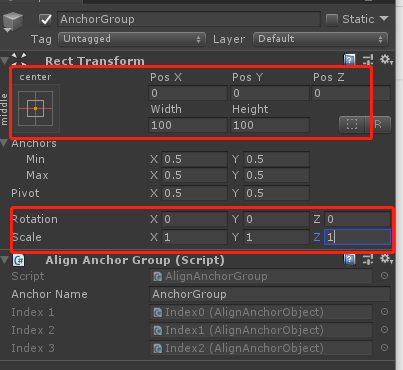 AnchorGroup Static
Tag Untagged Layer Default
Rect Transform
center Pos X Pos Y Pos Z
middle 0 0 0
Width Height
100 100 R
Anchors
Min X 0.5 Y 0.5
Max X 0.5 Y 0.5
Pivot X 0.5 Y 0.5
Rotation X 0 Y 0 Z 0
Scale X 1 Y 1 Z 1
Align Anchor Group (Script)
Script AlignAnchorGroup
Anchor Name AnchorGroup
Index 1 Index0 (AlignAnchorObject)
Index 2 Index1 (AlignAnchorObject)
Index 3 Index2 (AlignAnchorObject)